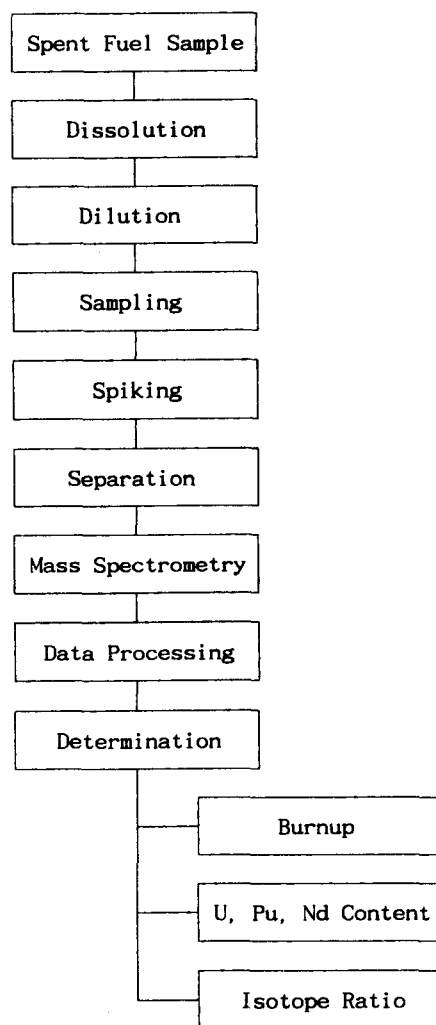 Spent Fuel Sample
Dissolution
Dilution
Sampling
Spiking
Separation
Mass Spectrometry
Data Processing
Determination
Burnup
U, Pu, Nd Content
Isotope Ratio